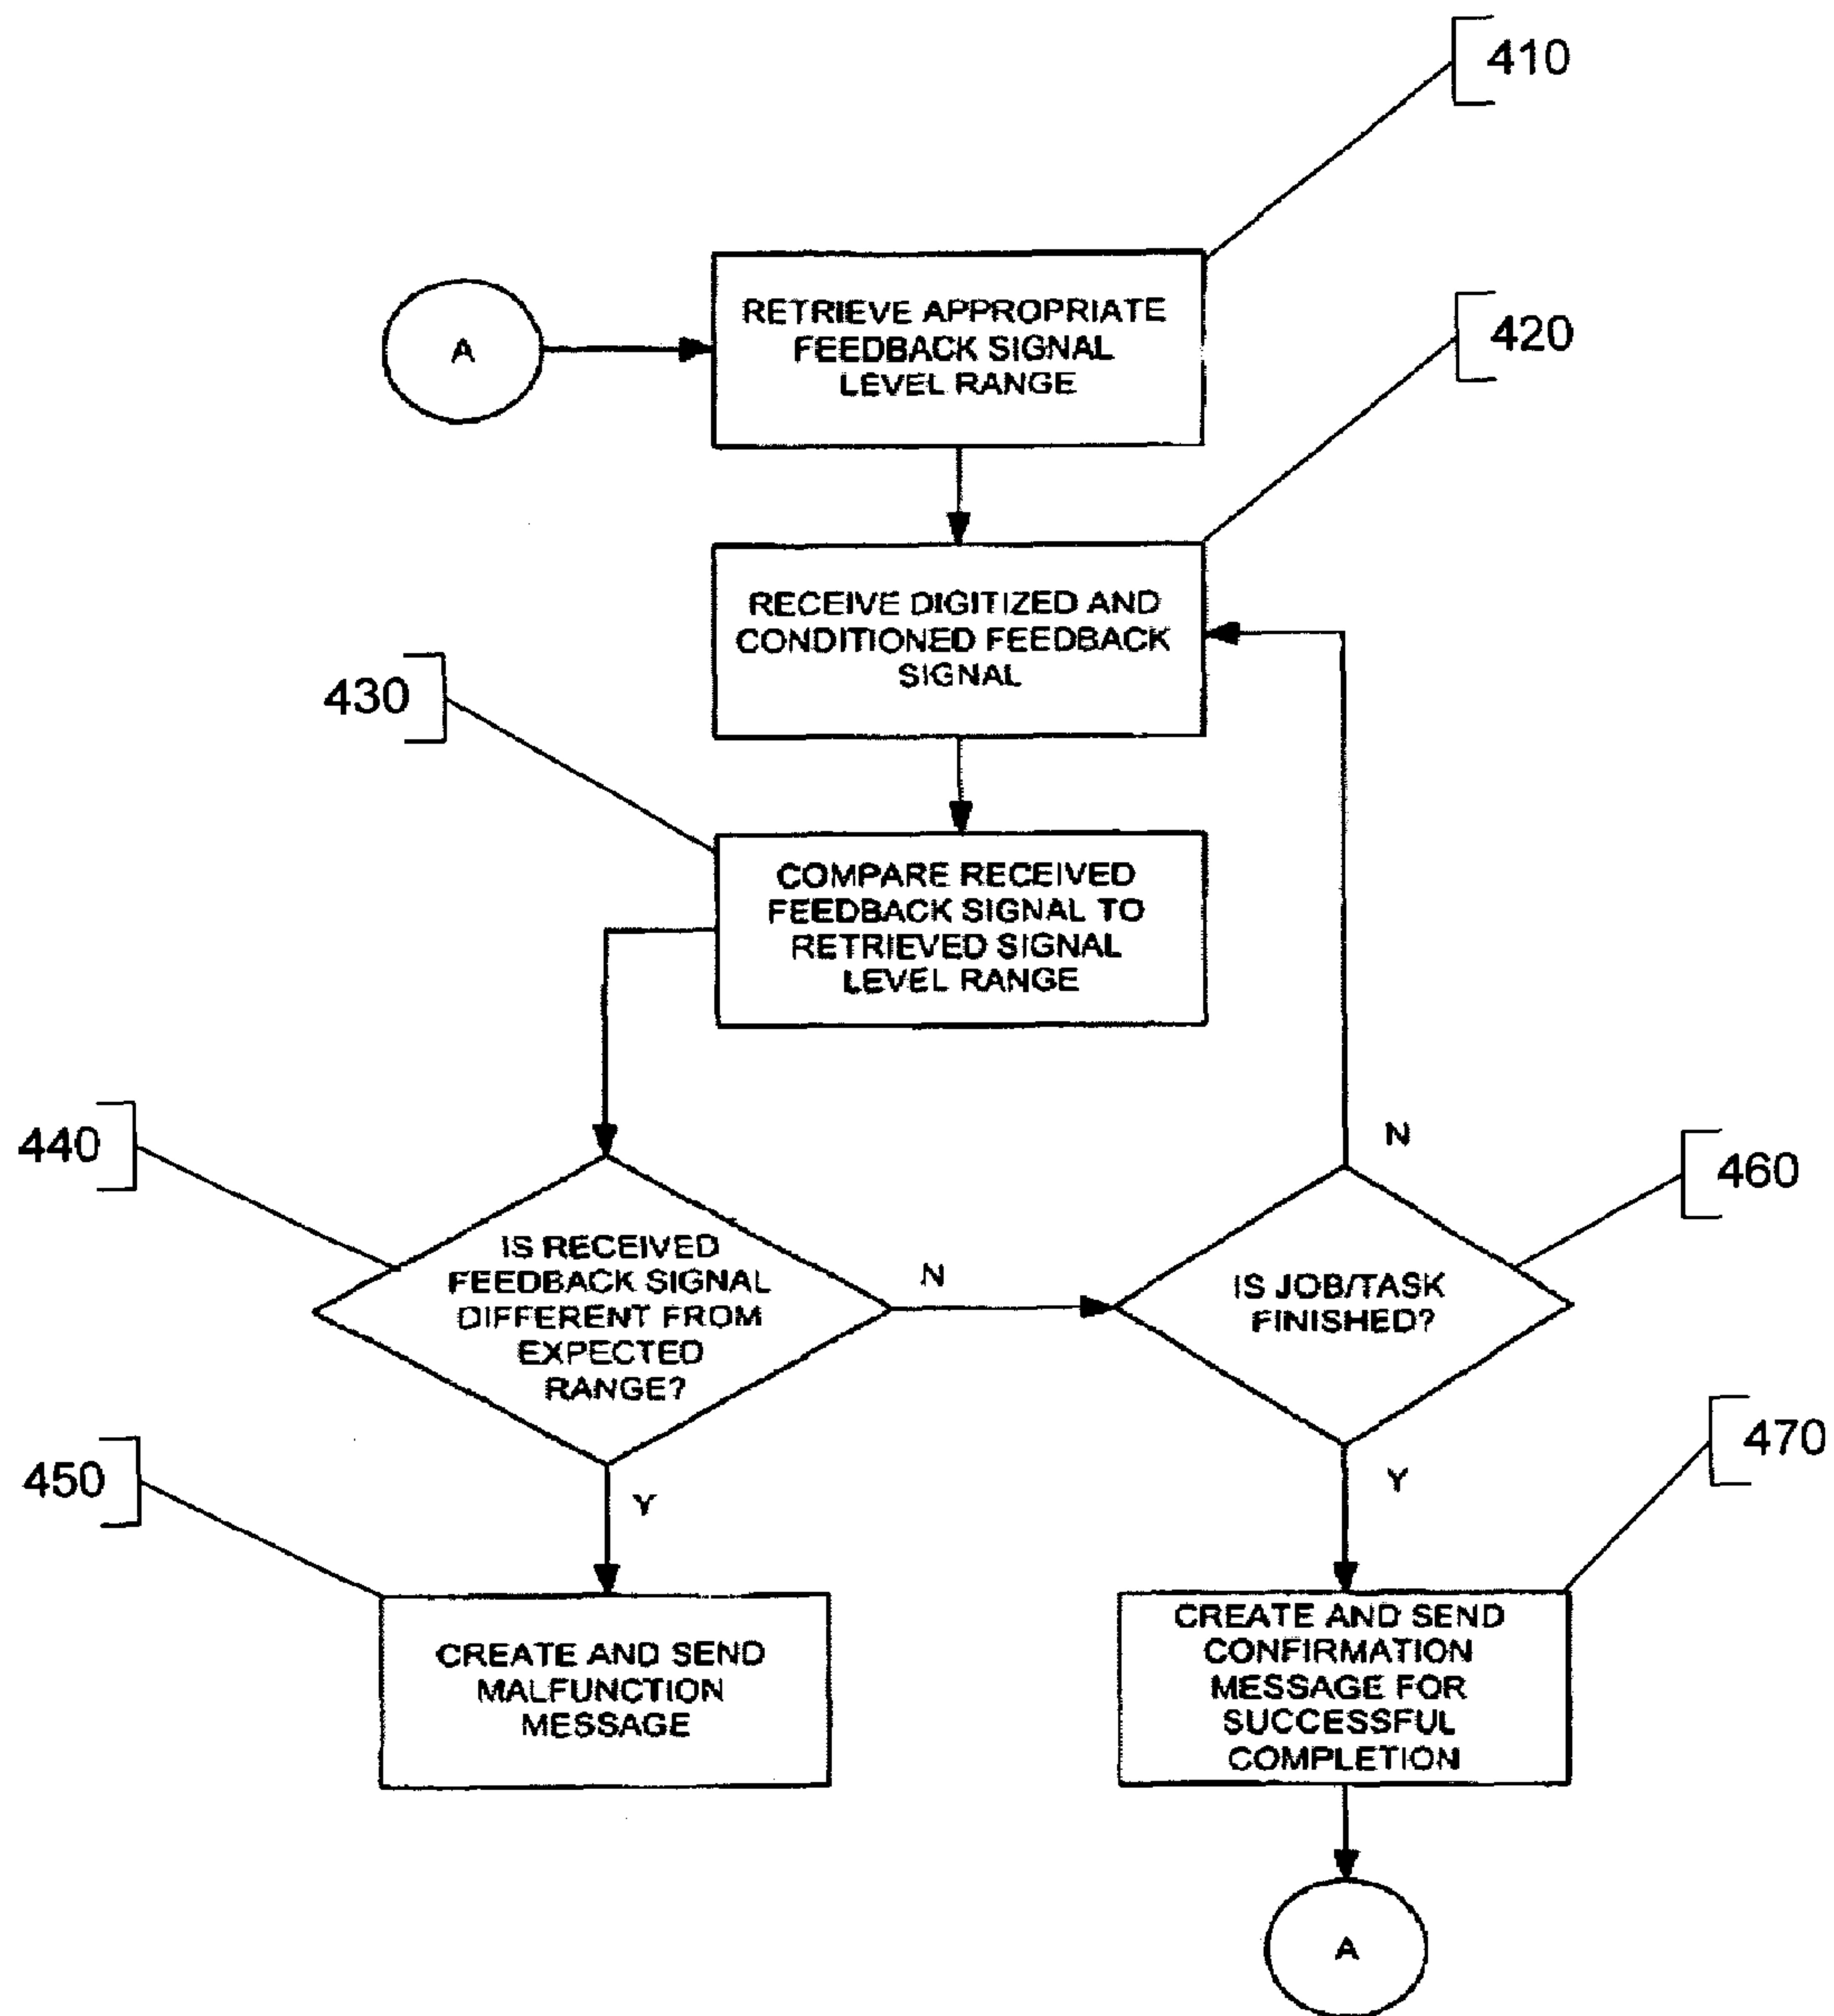 410
A
RETRIEVE APPROPRIATE
FEEDBACK SIGNAL
LEVEL RANGE
420
RECEIVE DIGITIZED AND
CONDITIONED FEEDBACK
SIGNAL
430
COMPARE RECEIVED
FEEDBACK SIGNAL TO
RETRIEVED SIGNAL
LEVEL RANGE
440
IS RECEIVED
FEEDBACK SIGNAL
DIFFERENT FROM
EXPECTED
RANGE?
N
N
460
IS JOB/TASK
FINISHED?
450
Y
CREATE AND SEND
MALFUNCTION
MESSAGE
Y
470
CREATE AND SEND
CONFIRMATION
MESSAGE FOR
SUCCESSFUL
COMPLETION
A